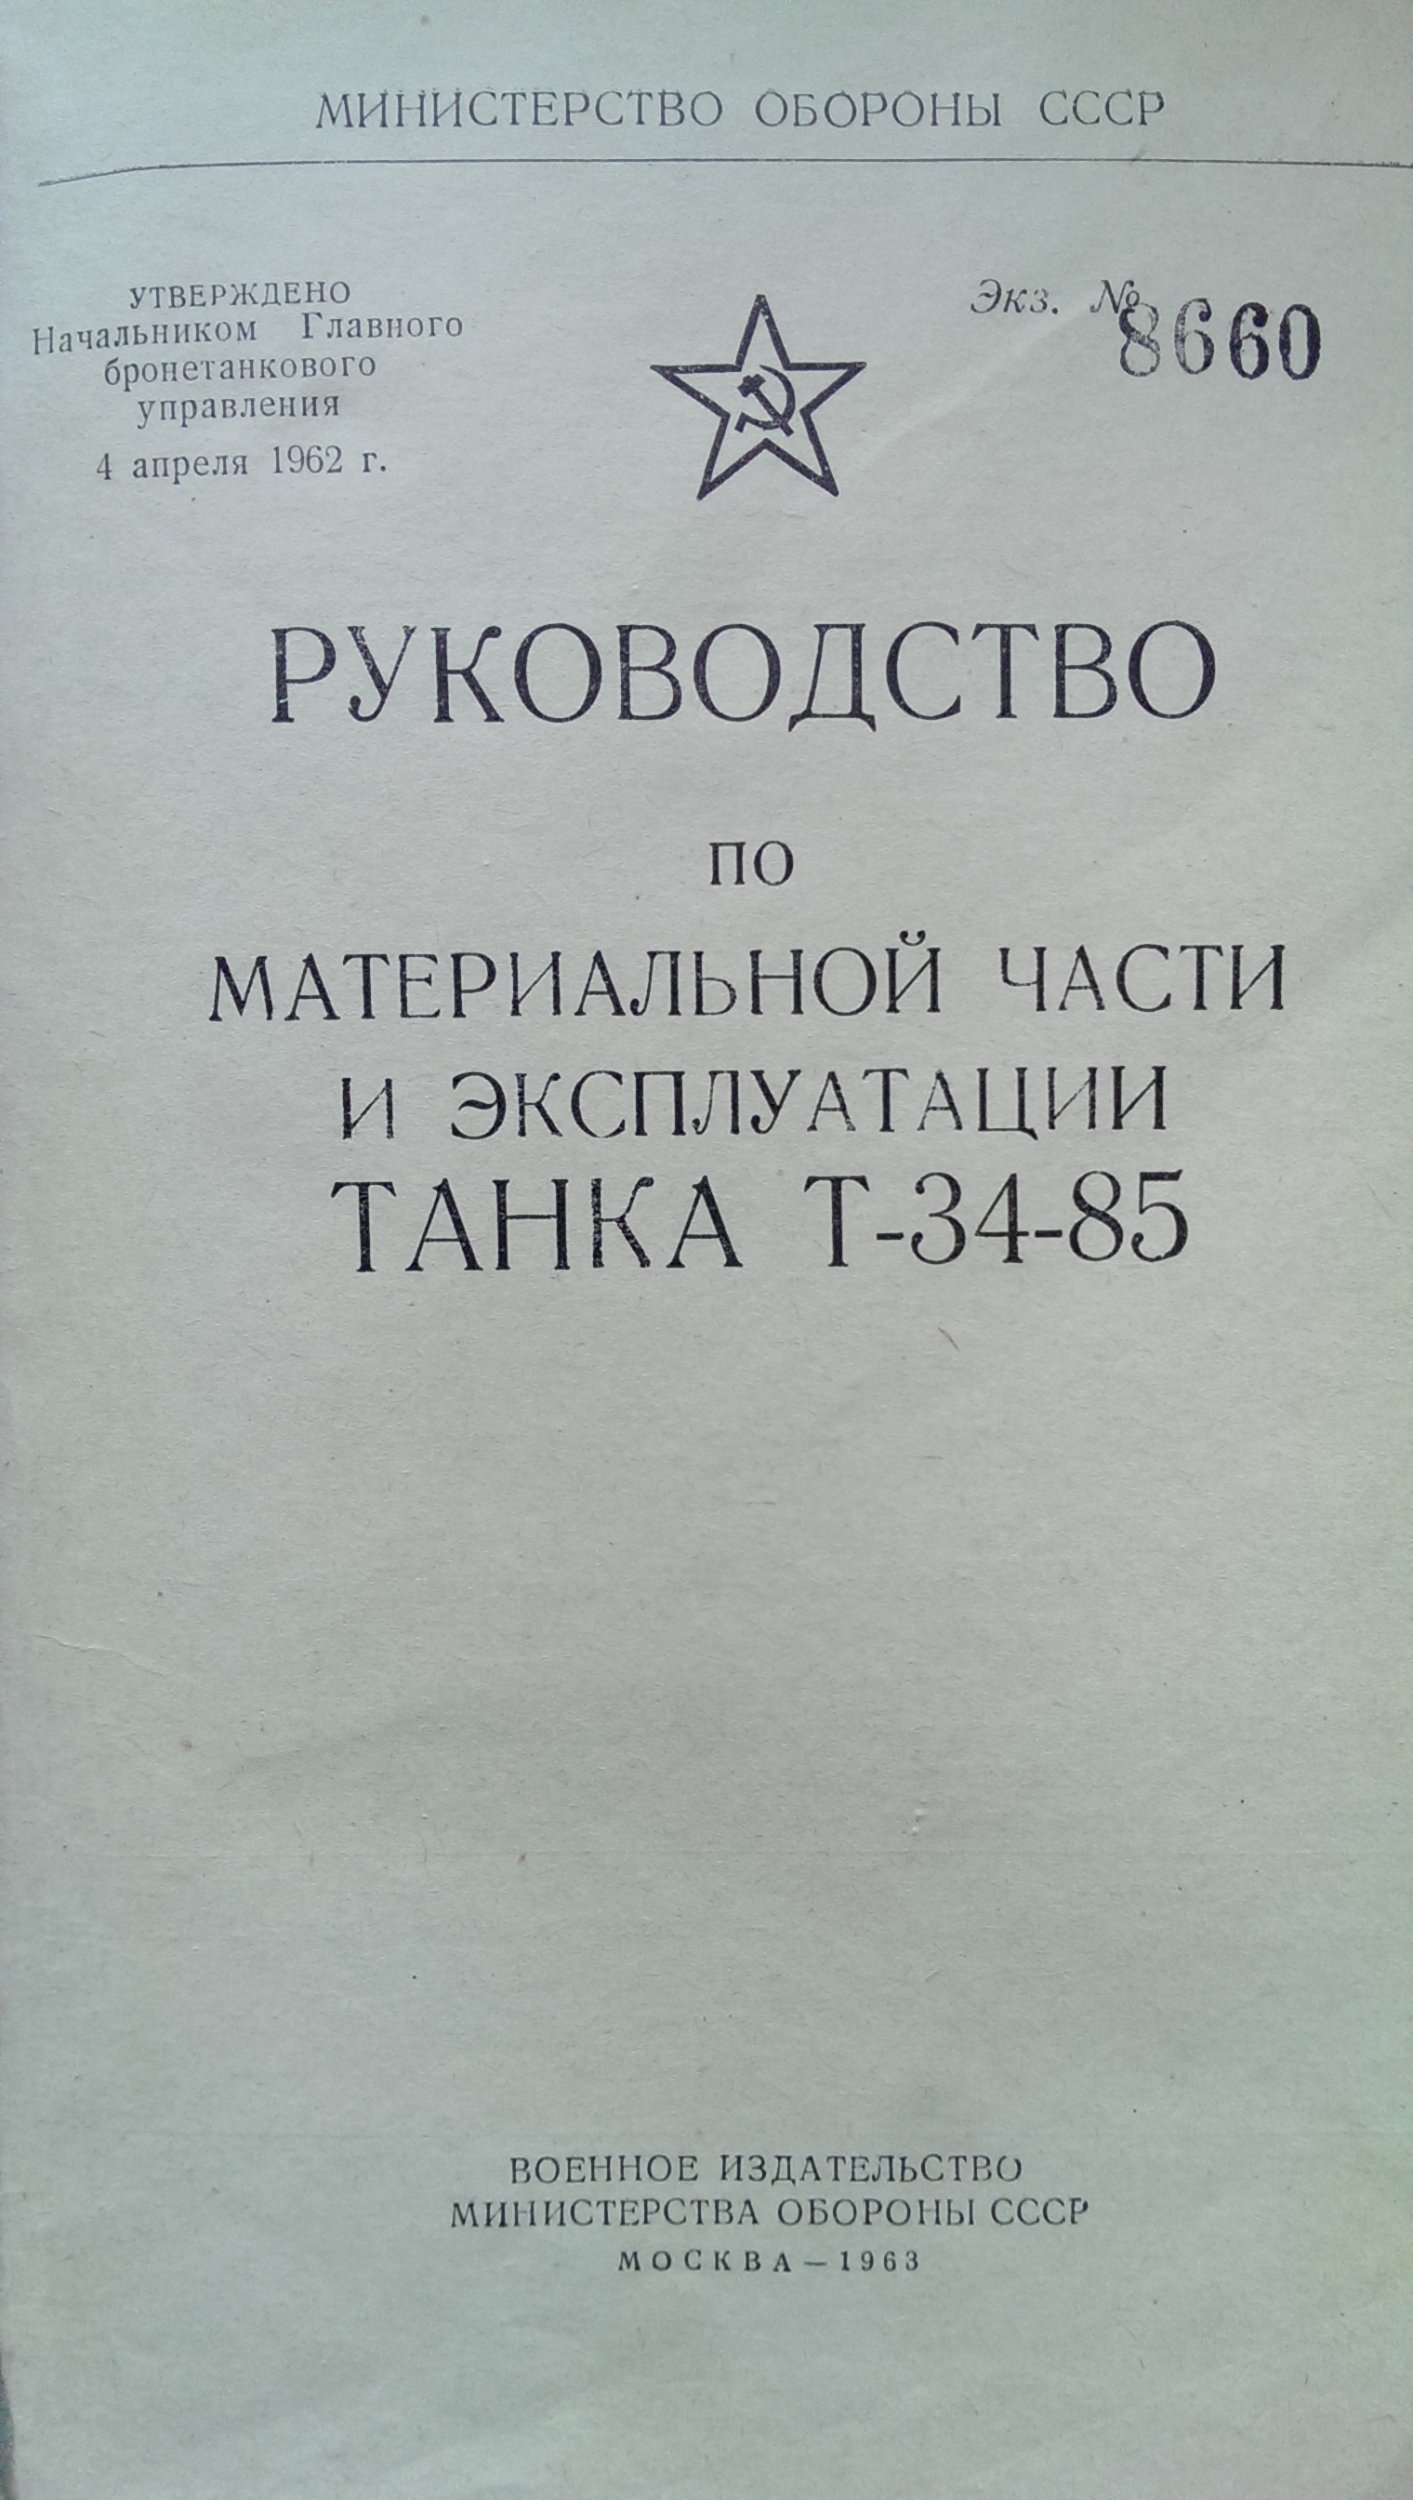 МИНИСТЕРСТВО ОБОРОНЫ СССР
УТВЕРЖДЕНО
Начальником Главного
бронетанкового
управления
4 апреля 1962 г.
Экз. №
8660
РУКОВОДСТВО
ПО
МАТЕРИАЛЬНОЙ ЧАСТИ
И ЭКСПЛУАТАЦИИ
ТАНКА Т-34-85
ВОЕННОЕ ИЗДАТЕЛЬСТВО
МИНИСТЕРСТВА ОБОРОНЫ СССР
МОСКВА — 1963